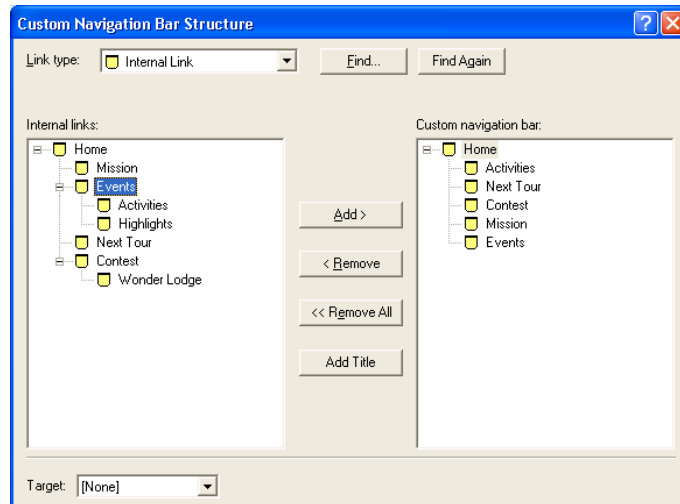 Custom Navigation Bar Structure
Link type: Internal Link Find... Find Again
Internal links: Custom navigation bar:
Home
Mission
Events
Activities
Highlights
Next Tour
Contest
Wonder Lodge
Add >
< Remove
<< Remove All
Add Title
Home
Activities
Next Tour
Contest
Mission
Events
Target: [None]